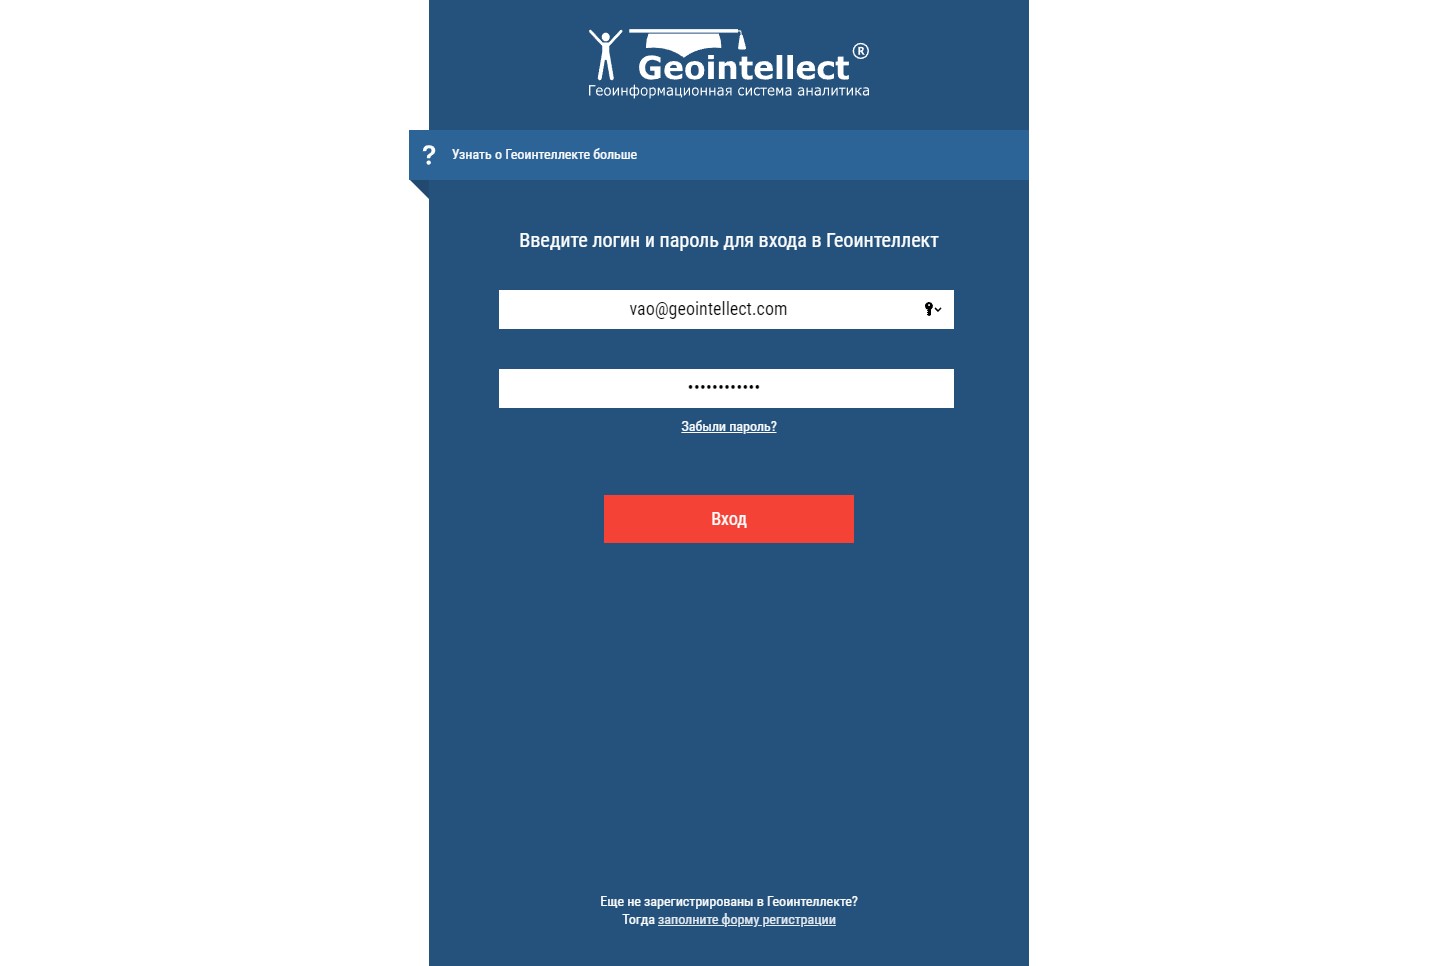 Geointellect®
Геоинформационная система аналитика
? Узнать о Геоинтеллекте больше
Введите логин и пароль для входа в Геоинтеллект
vao@geointellect.com
••••••••••••
Забыли пароль?
Вход
Еще не зарегистрированы в Геоинтеллекте?
Тогда заполните форму регистрации